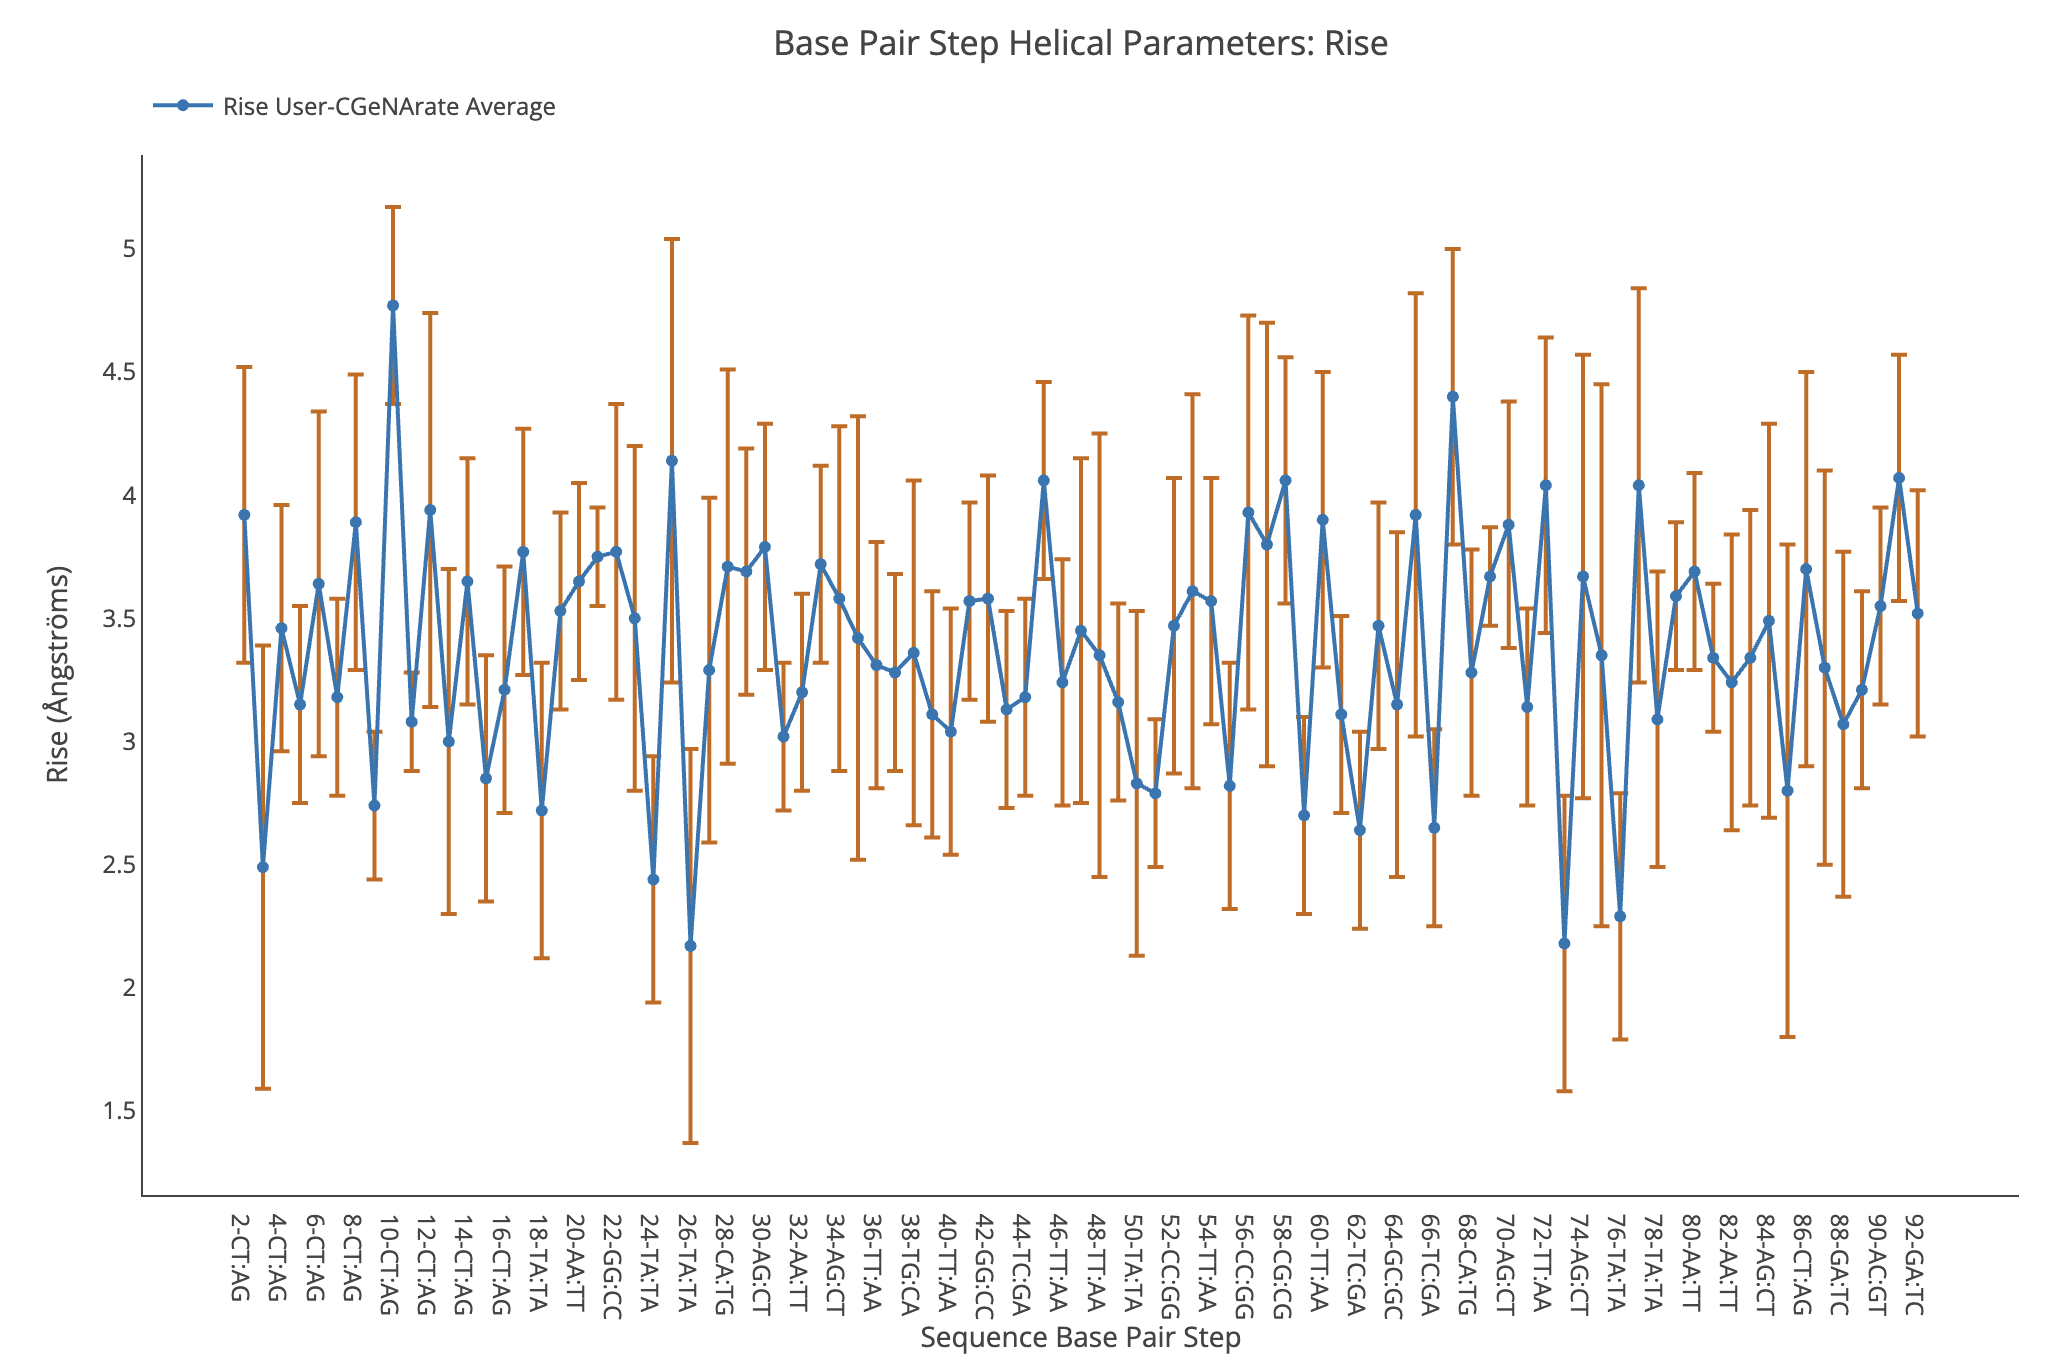 Base Pair Step Helical Parameters: Rise
Rise User-CGeNArate Average
Rise (Ångströms)
5
4.5
4
3.5
3
2.5
2
1.5
2-CT:AG
4-CT:AG
6-CT:AG
8-CT:AG
10-CT:AG
12-CT:AG
14-CT:AG
16-CT:AG
18-TA:TA
20-AA:TT
22-GG:CC
24-TA:TA
26-TA:TA
28-CA:TG
30-AG:CT
32-AA:TT
34-AG:CT
36-TT:AA
38-TG:CA
40-TT:AA
42-GG:CC
44-TC:GA
46-TT:AA
48-TT:AA
50-TA:TA
52-CC:GG
54-TT:AA
56-CC:GG
58-CG:CG
60-TT:AA
62-TC:GA
64-GC:GC
66-TC:GA
68-CA:TG
70-AG:CT
72-TT:AA
74-AG:CT
76-TA:TA
78-TA:TA
80-AA:TT
82-AA:TT
84-AG:CT
86-CT:AG
88-GA:TC
90-AC:GT
92-GA:TC
Sequence Base Pair Step